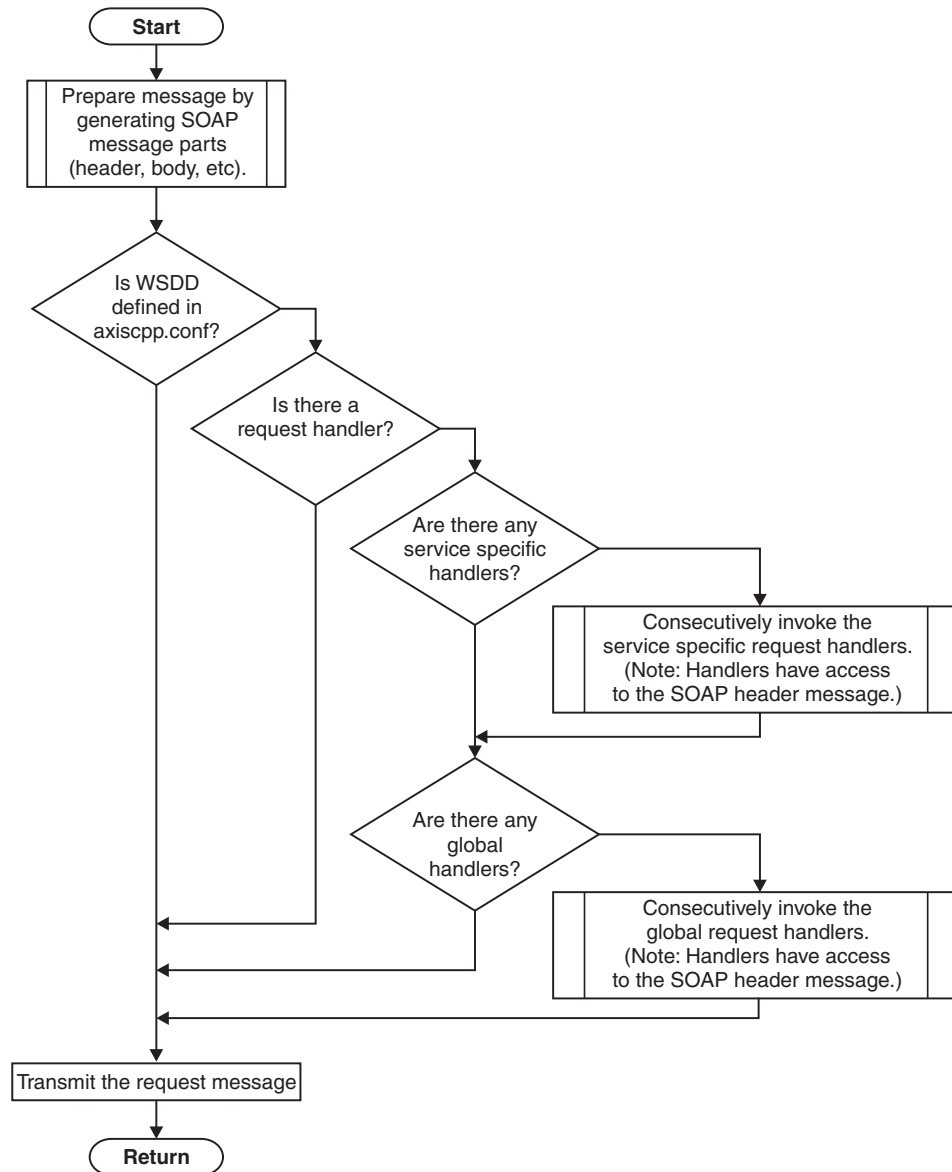 Start
Prepare message by
generating SOAP
message parts
(header, body, etc).
Is WSDD
defined in
axiscpp.conf?
Is there a
request handler?
Are there any
service specific
handlers?
Consecutively invoke the
service specific request handlers.
(Note: Handlers have access
to the SOAP header message.)
Are there any
global
handlers?
Consecutively invoke the
global request handlers.
(Note: Handlers have access
to the SOAP header message.)
Transmit the request message
Return